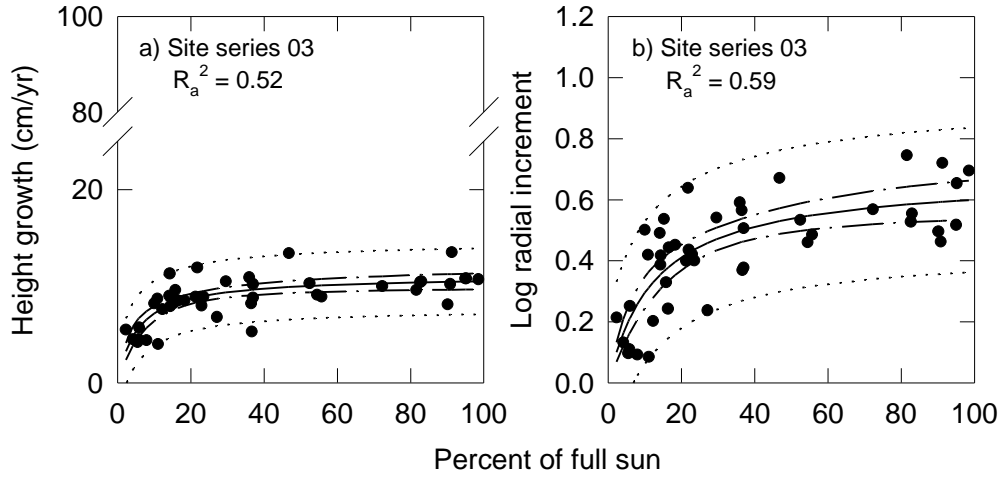 100
80
20
0
0 20 40 60 80 100
Height growth (cm/yr)
a) Site series 03
Rₐ² = 0.52
1.2
1.0
0.8
0.6
0.4
0.2
0.0
0 20 40 60 80 100
Log radial increment
b) Site series 03
Rₐ² = 0.59
Percent of full sun